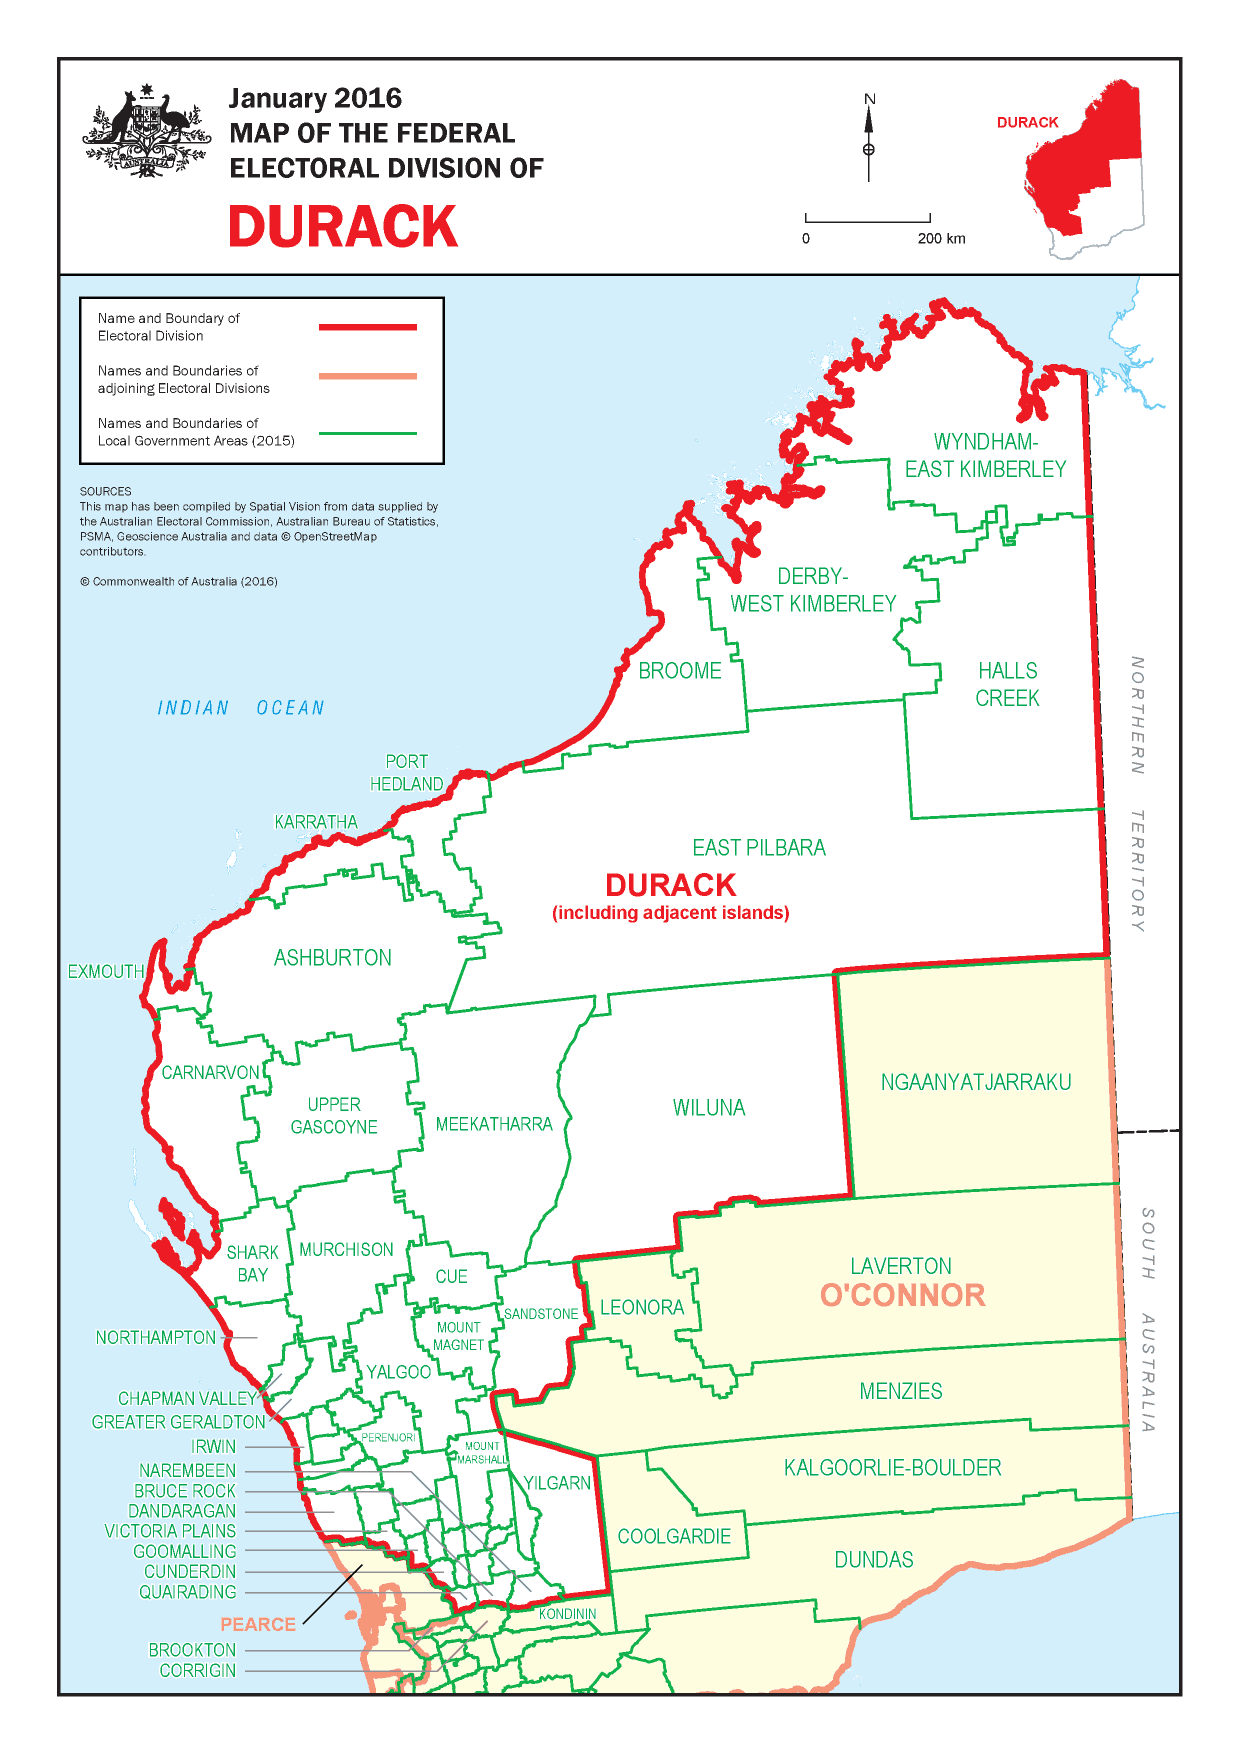 January 2016
MAP OF THE FEDERAL
ELECTORAL DIVISION OF
DURACK
AUSTRALIA
N
0 200 km
DURACK
Name and Boundary of
Electoral Division
Names and Boundaries of
adjoining Electoral Divisions
Names and Boundaries of
Local Government Areas (2015)
SOURCES
This map has been compiled by Spatial Vision from data supplied by
the Australian Electoral Commission, Australian Bureau of Statistics,
PSMA, Geoscience Australia and data © OpenStreetMap
contributors.
© Commonwealth of Australia (2016)
WYNDHAM-
EAST KIMBERLEY
DERBY-
WEST KIMBERLEY
BROOME
HALLS
CREEK
NORTHERN TERRITORY
INDIAN OCEAN
PORT
HEDLAND
KARRATHA
EAST PILBARA
DURACK
(including adjacent islands)
ASHBURTON
EXMOUTH
CARNARVON
UPPER
GASCOYNE
MEEKATHARRA
WILUNA
NGAANYATJARRAKU
SHARK
BAY
MURCHISON
CUE
SANDSTONE
LEONORA
LAVERTON
O'CONNOR
SOUTH AUSTRALIA
NORTHAMPTON
MOUNT
MAGNET
YALGOO
MENZIES
CHAPMAN VALLEY
GREATER GERALDTON
PERENJORI
MOUNT
MARSHALL
YILGARN
KALGOORLIE-BOULDER
IRWIN
NAREMBEEN
BRUCE ROCK
DANDARAGAN
VICTORIA PLAINS
GOOMALLING
CUNDERDIN
QUAIRADING
COOLGARDIE
DUNDAS
PEARCE
KONDININ
BROOKTON
CORRIGIN